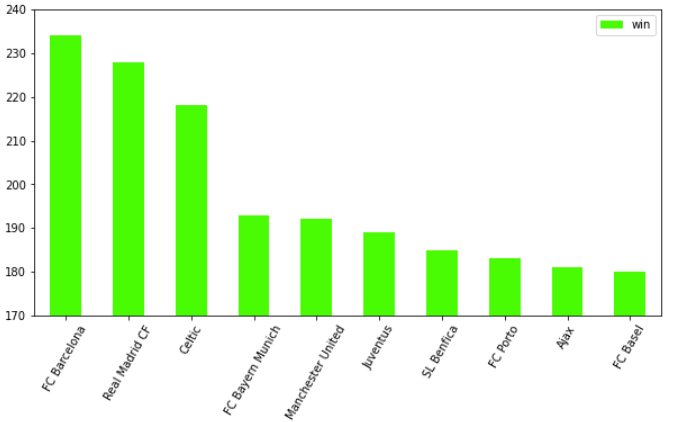 240
230
220
210
200
190
180
170
win
FC Barcelona
Real Madrid CF
Celtic
FC Bayern Munich
Manchester United
Juventus
SL Benfica
FC Porto
Ajax
FC Basel